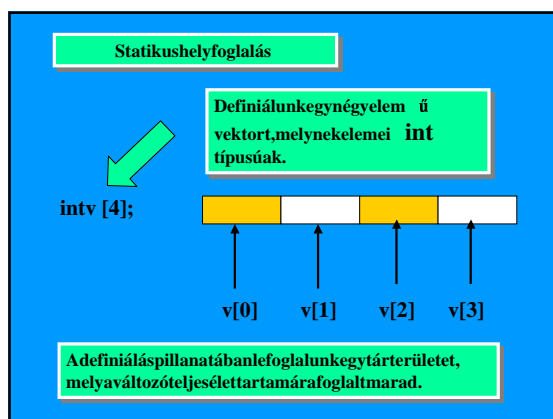 Statikushelyfoglalás
Definiálunkegynégyelem ű
vektort,melynekelemei int
típusúak.
intv [4];
v[0] v[1] v[2] v[3]
Adefiniáláspillanatábanlefoglalunkegytárterületet,
melyaváltozóteljesélettartamárafoglaltmarad.